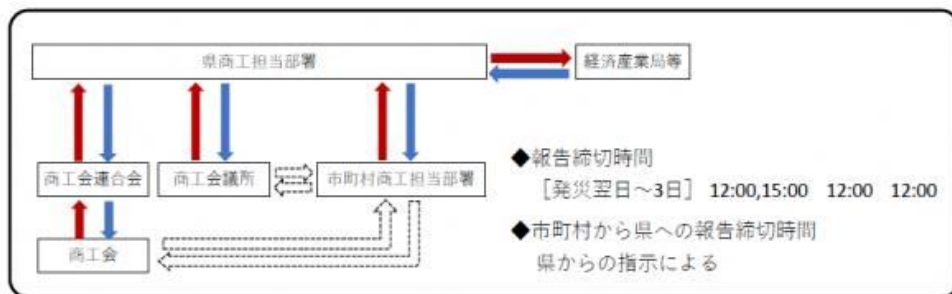 県商工担当部署
経済産業局等
商工会連合会
商工会議所
市町村商工担当部署
商工会
◆報告締切時間
［発災翌日～3日］ 12:00,15:00 12:00 12:00
◆市町村から県への報告締切時間
県からの指示による